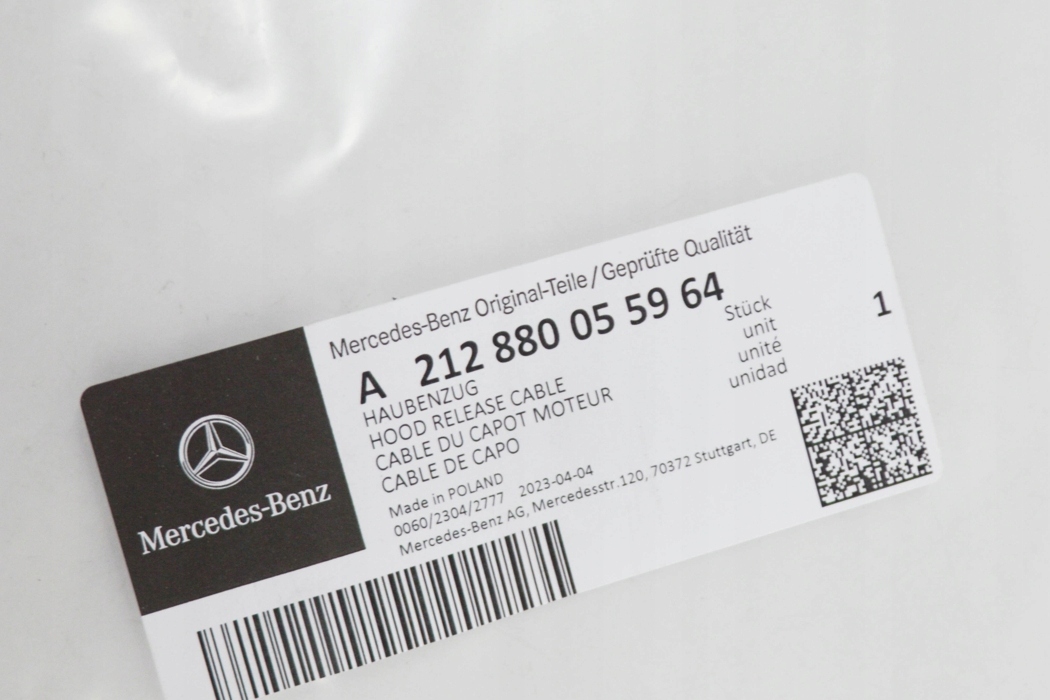 Mercedes-Benz Original-Teile / Geprüfte Qualität
A 212 880 05 59 64
HAUBENZUG
HOOD RELEASE CABLE
CABLE DU CAPOT MOTEUR
CABLE DE CAPO
Stück
unit
unité
unidad
1
Made in POLAND
0060/2304/2777 2023-04-04
Mercedes-Benz AG, Mercedesstr.120, 70372 Stuttgart, DE
Mercedes-Benz